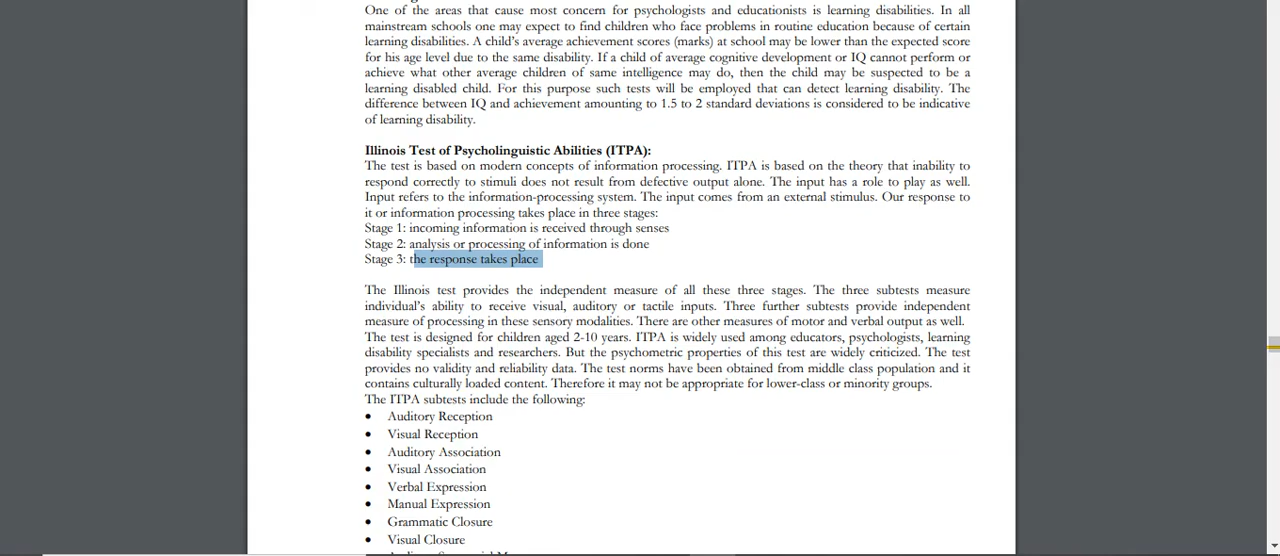 One of the areas that cause most concern for psychologists and educationists is learning disabilities. In all
mainstream schools one may expect to find children who face problems in routine education because of certain
learning disabilities. A child's average achievement scores (marks) at school may be lower than the expected score
for his age level due to the same disability. If a child of average cognitive development or IQ cannot perform or
achieve what other average children of same intelligence may do, then the child may be suspected to be a
learning disabled child. For this purpose such tests will be employed that can detect learning disability. The
difference between IQ and achievement amounting to 1.5 to 2 standard deviations is considered to be indicative
of learning disability.
Illinois Test of Psycholinguistic Abilities (ITPA):
The test is based on modern concepts of information processing. ITPA is based on the theory that inability to
respond correctly to stimuli does not result from defective output alone. The input has a role to play as well.
Input refers to the information-processing system. The input comes from an external stimulus. Our response to
it or information processing takes place in three stages:
Stage 1: incoming information is received through senses
Stage 2: analysis or processing of information is done
Stage 3: the response takes place
The Illinois test provides the independent measure of all these three stages. The three subtests measure
individual's ability to receive visual, auditory or tactile inputs. Three further subtests provide independent
measure of processing in these sensory modalities. There are other measures of motor and verbal output as well.
The test is designed for children aged 2-10 years. ITPA is widely used among educators, psychologists, learning
disability specialists and researchers. But the psychometric properties of this test are widely criticized. The test
provides no validity and reliability data. The test norms have been obtained from middle class population and it
contains culturally loaded content. Therefore it may not be appropriate for lower-class or minority groups.
The ITPA subtests include the following:
• Auditory Reception
• Visual Reception
• Auditory Association
• Visual Association
• Verbal Expression
• Manual Expression
• Grammatic Closure
• Visual Closure